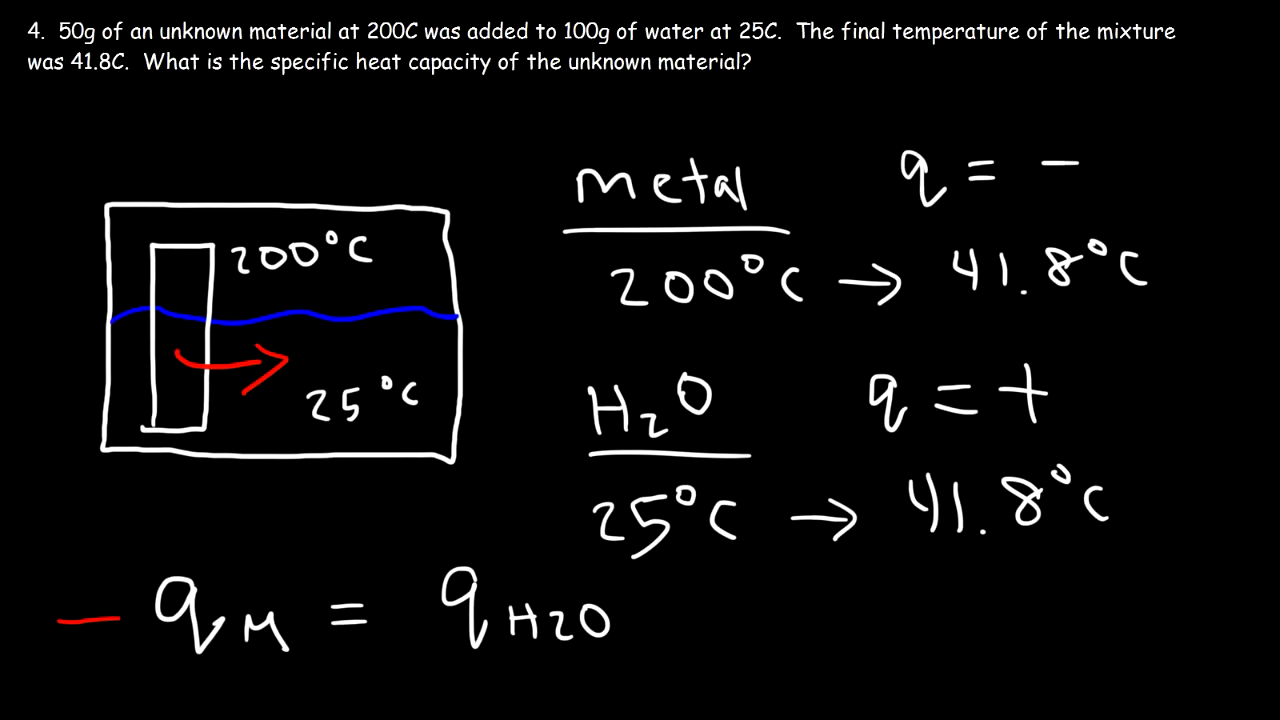 4. 50g of an unknown material at 200C was added to 100g of water at 25C. The final temperature of the mixture
was 41.8C. What is the specific heat capacity of the unknown material?
metal
q = −
200°C
200°C → 41.8°C
25°C
H₂O
q = +
25°C → 41.8°C
− qM = qH2O